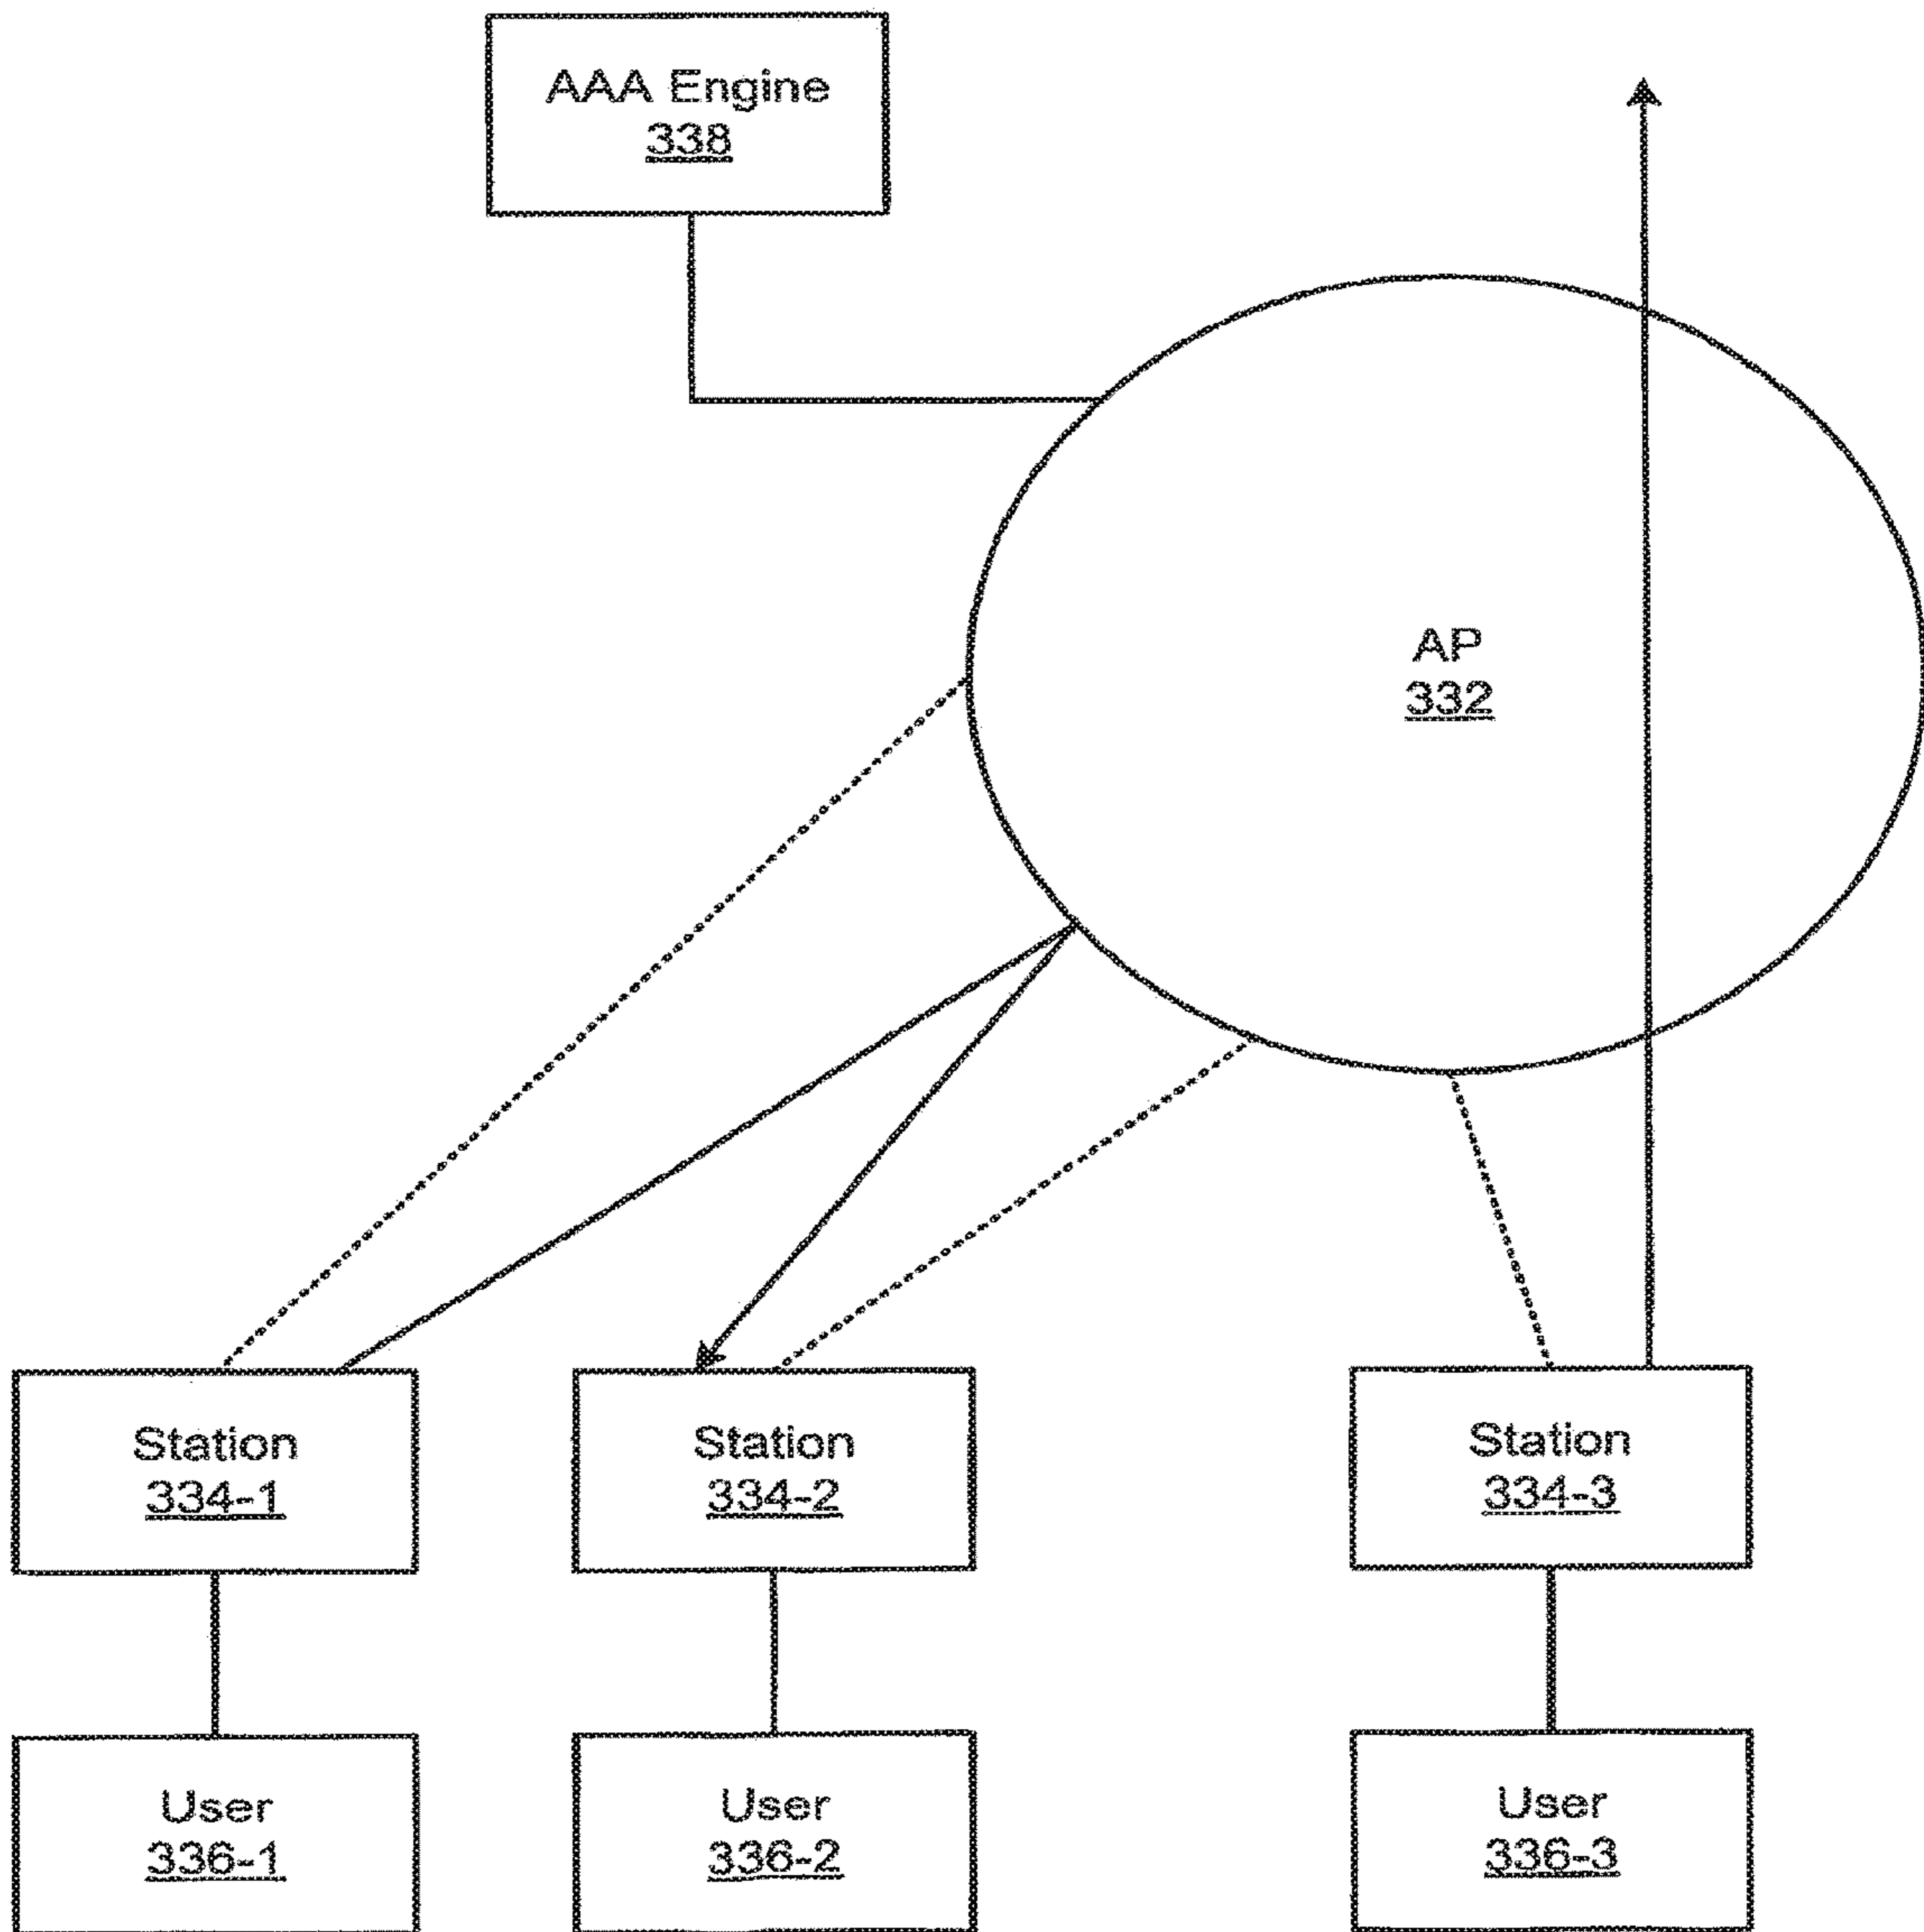 AAA Engine
338
AP
332
Station
334-1
Station
334-2
Station
334-3
User
336-1
User
336-2
User
336-3